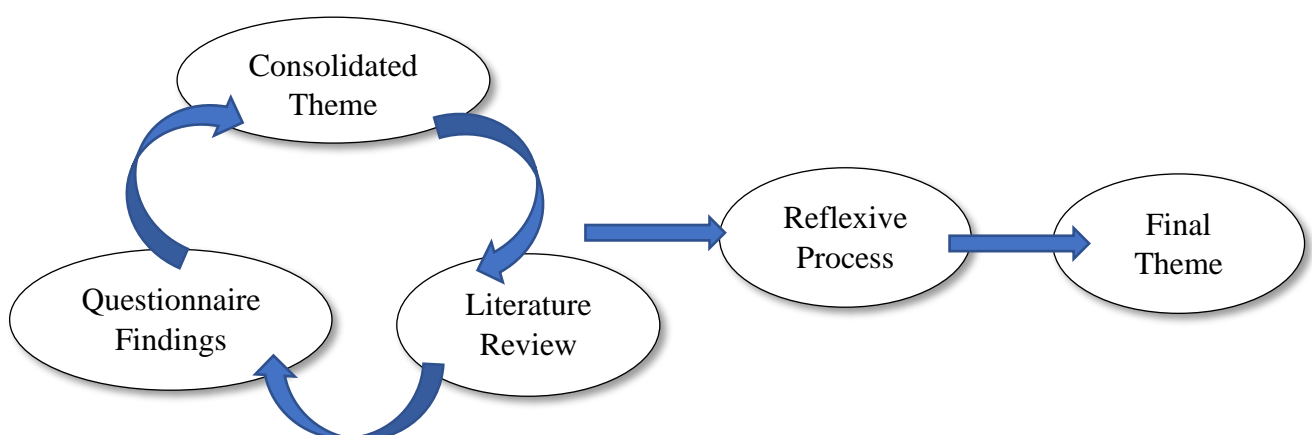 Consolidated
Theme
Questionnaire
Findings
Literature
Review
Reflexive
Process
Final
Theme